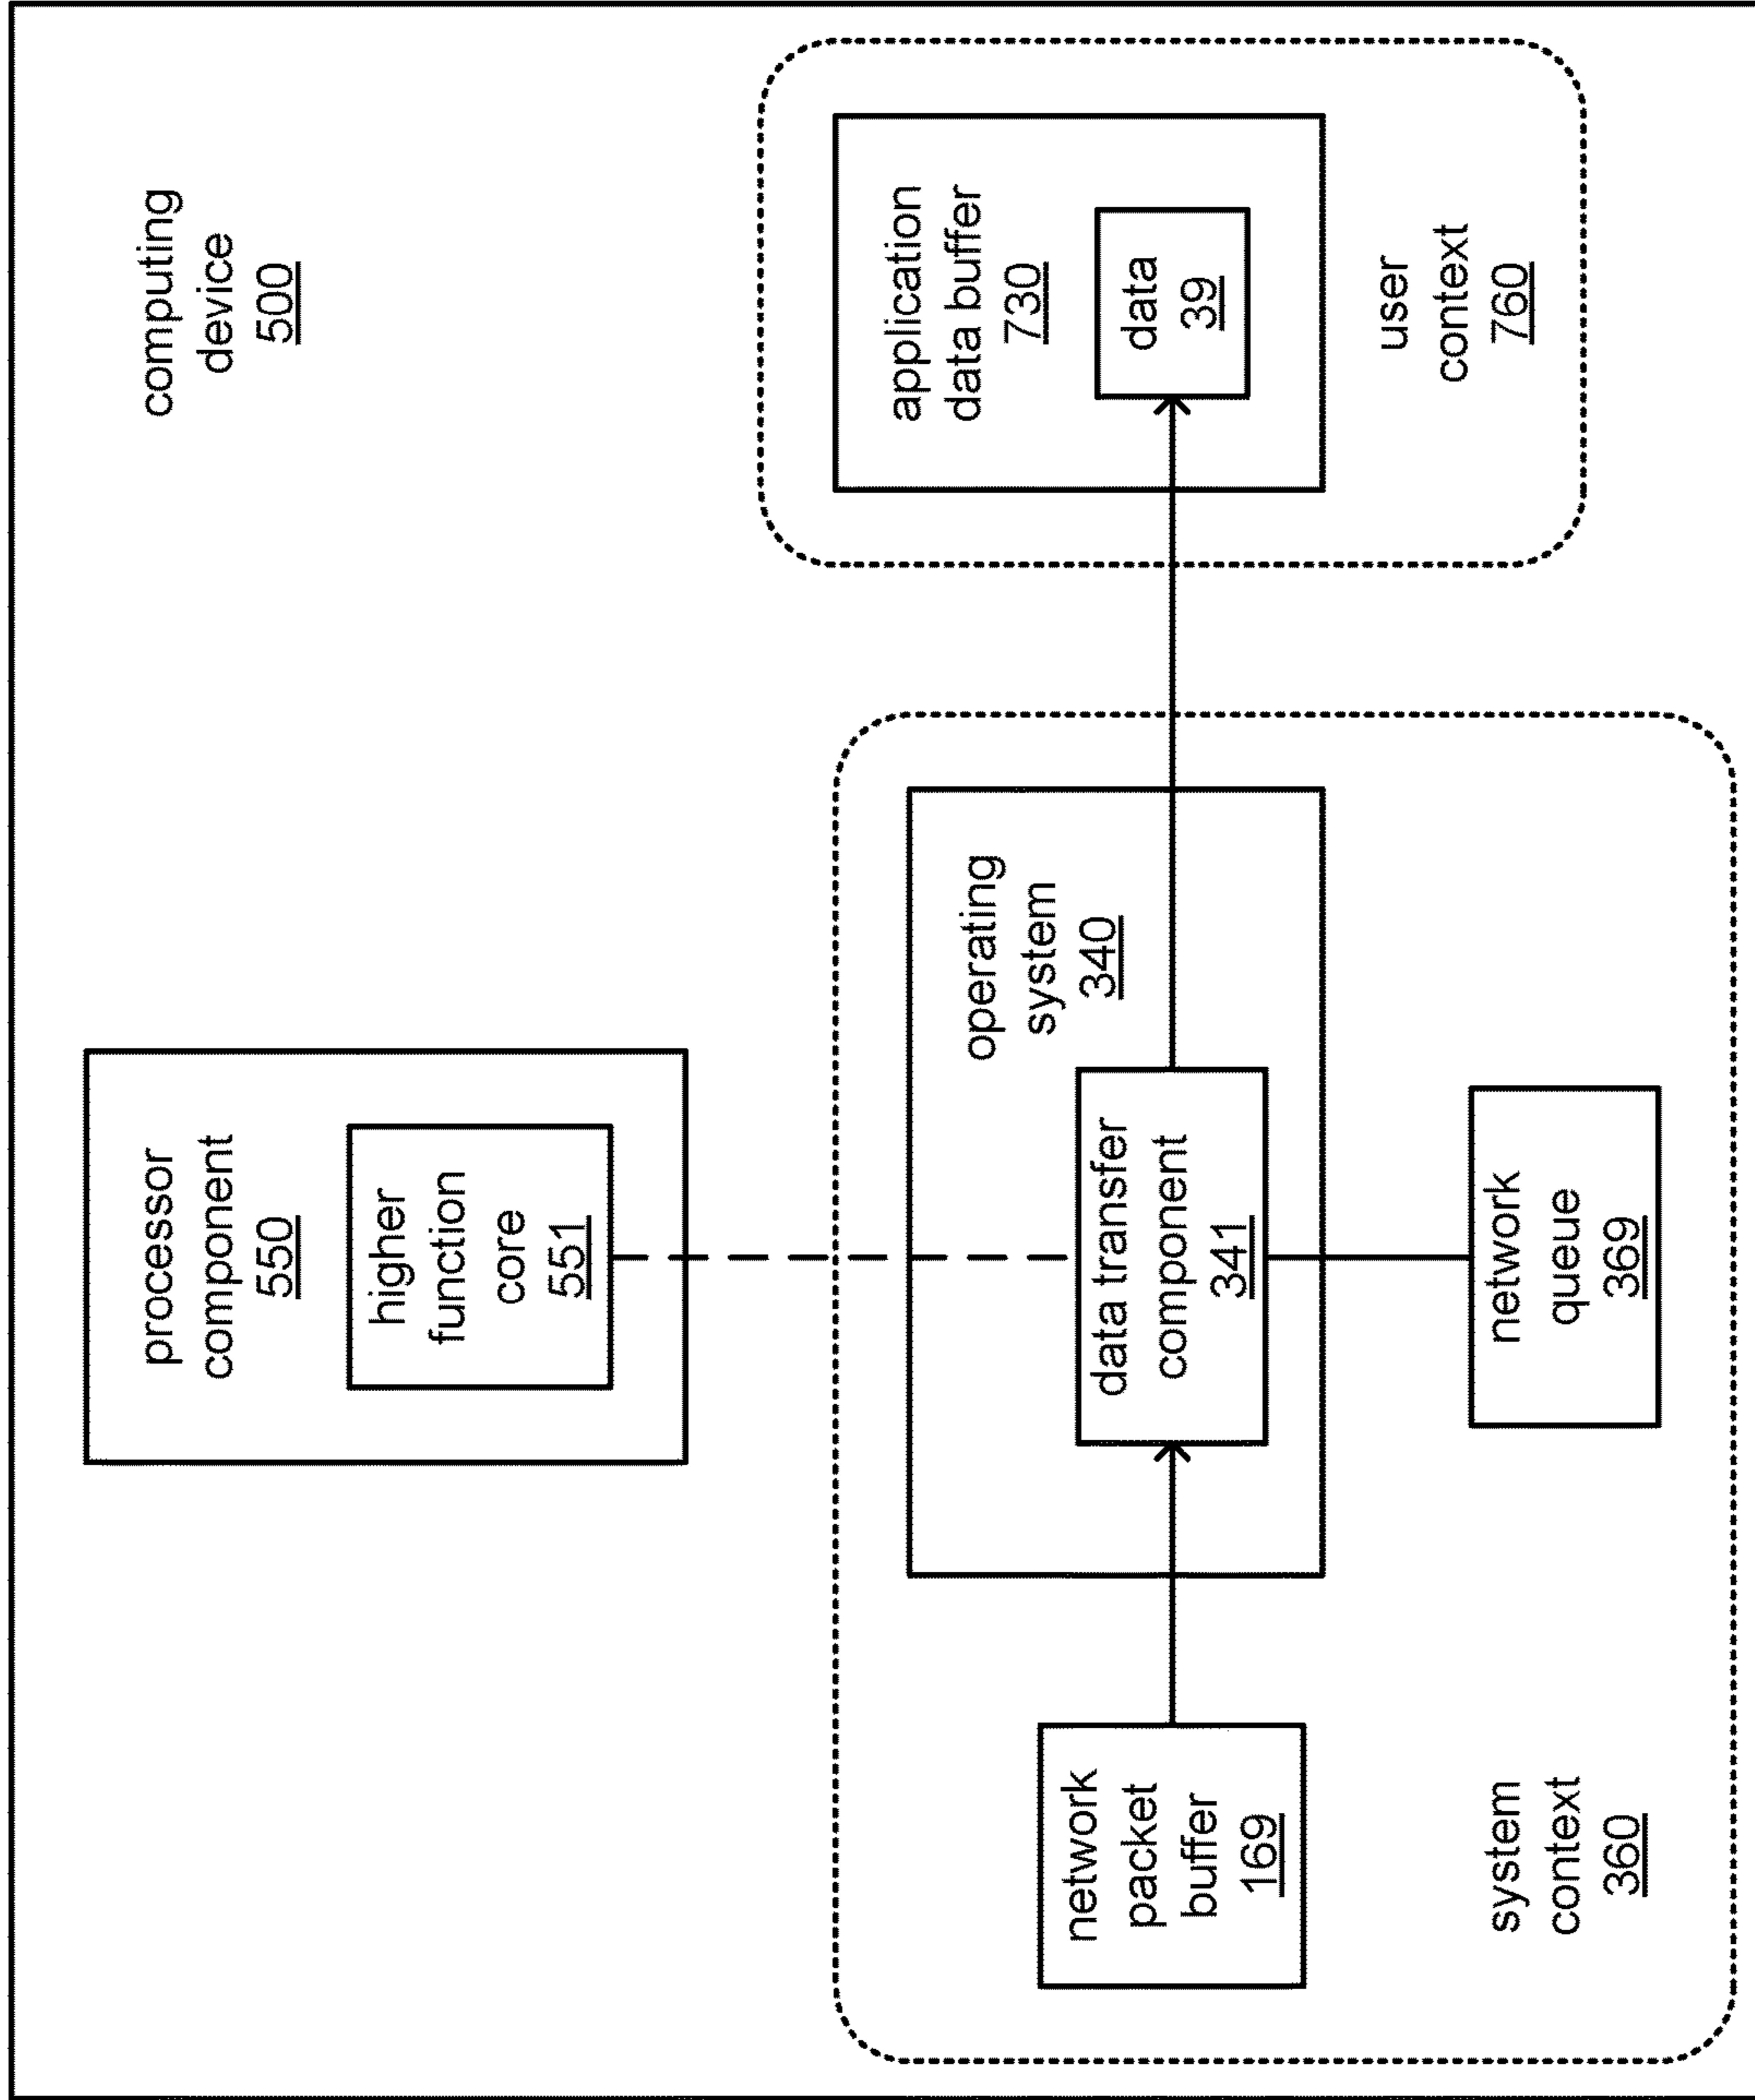 computing
device
500
processor
component
550
higher
function
core
551
application
data buffer
730
data
39
user
context
760
operating
system
340
data transfer
component
341
network
packet
buffer
169
network
queue
369
system
context
360